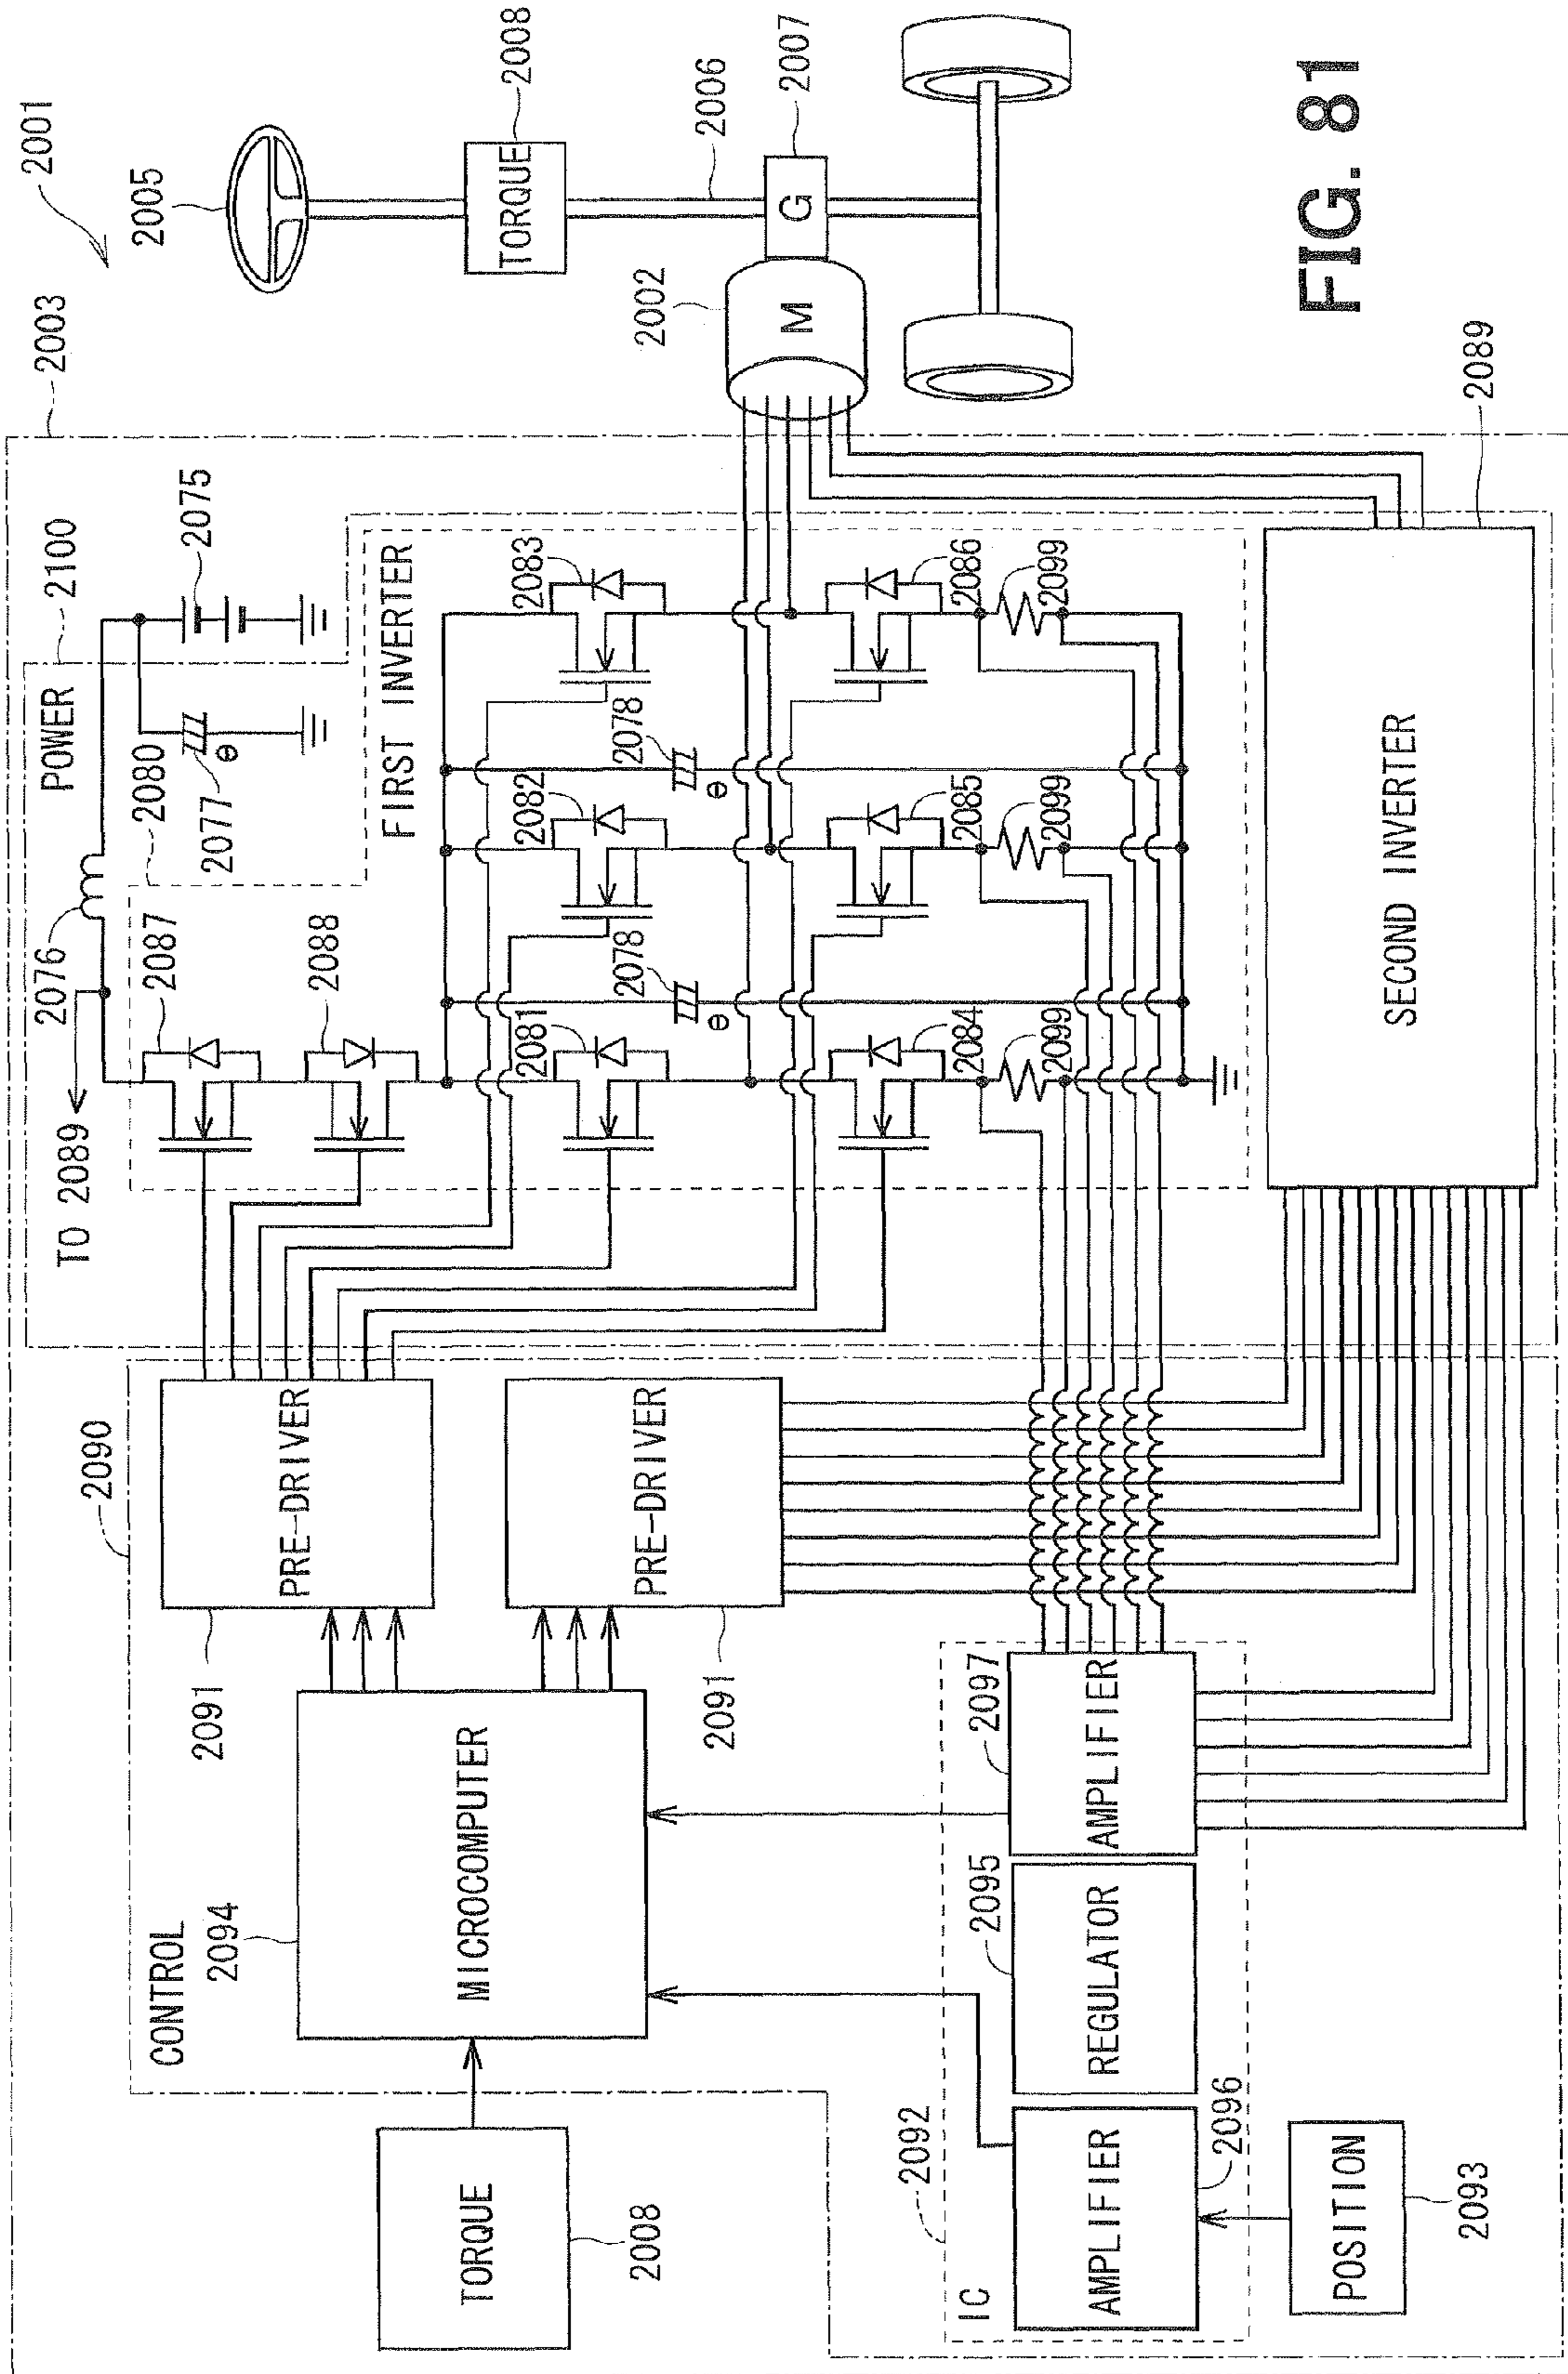 FIG. 81
2001
2003
2005
TORQUE
2008
2006
2007
G
2002
M
2100
POWER
2075
2077
2076
TO 2089
2080
2087
2088
FIRST INVERTER
2081
2082
2083
2078
2078
2084
2085
2086
2099
2099
2099
SECOND INVERTER
2089
2090
CONTROL
PRE-DRIVER
2091
PRE-DRIVER
2091
MICROCOMPUTER
2094
TORQUE
2008
2092
IC
AMPLIFIER
2097
REGULATOR
2095
AMPLIFIER
2096
POSITION
2093